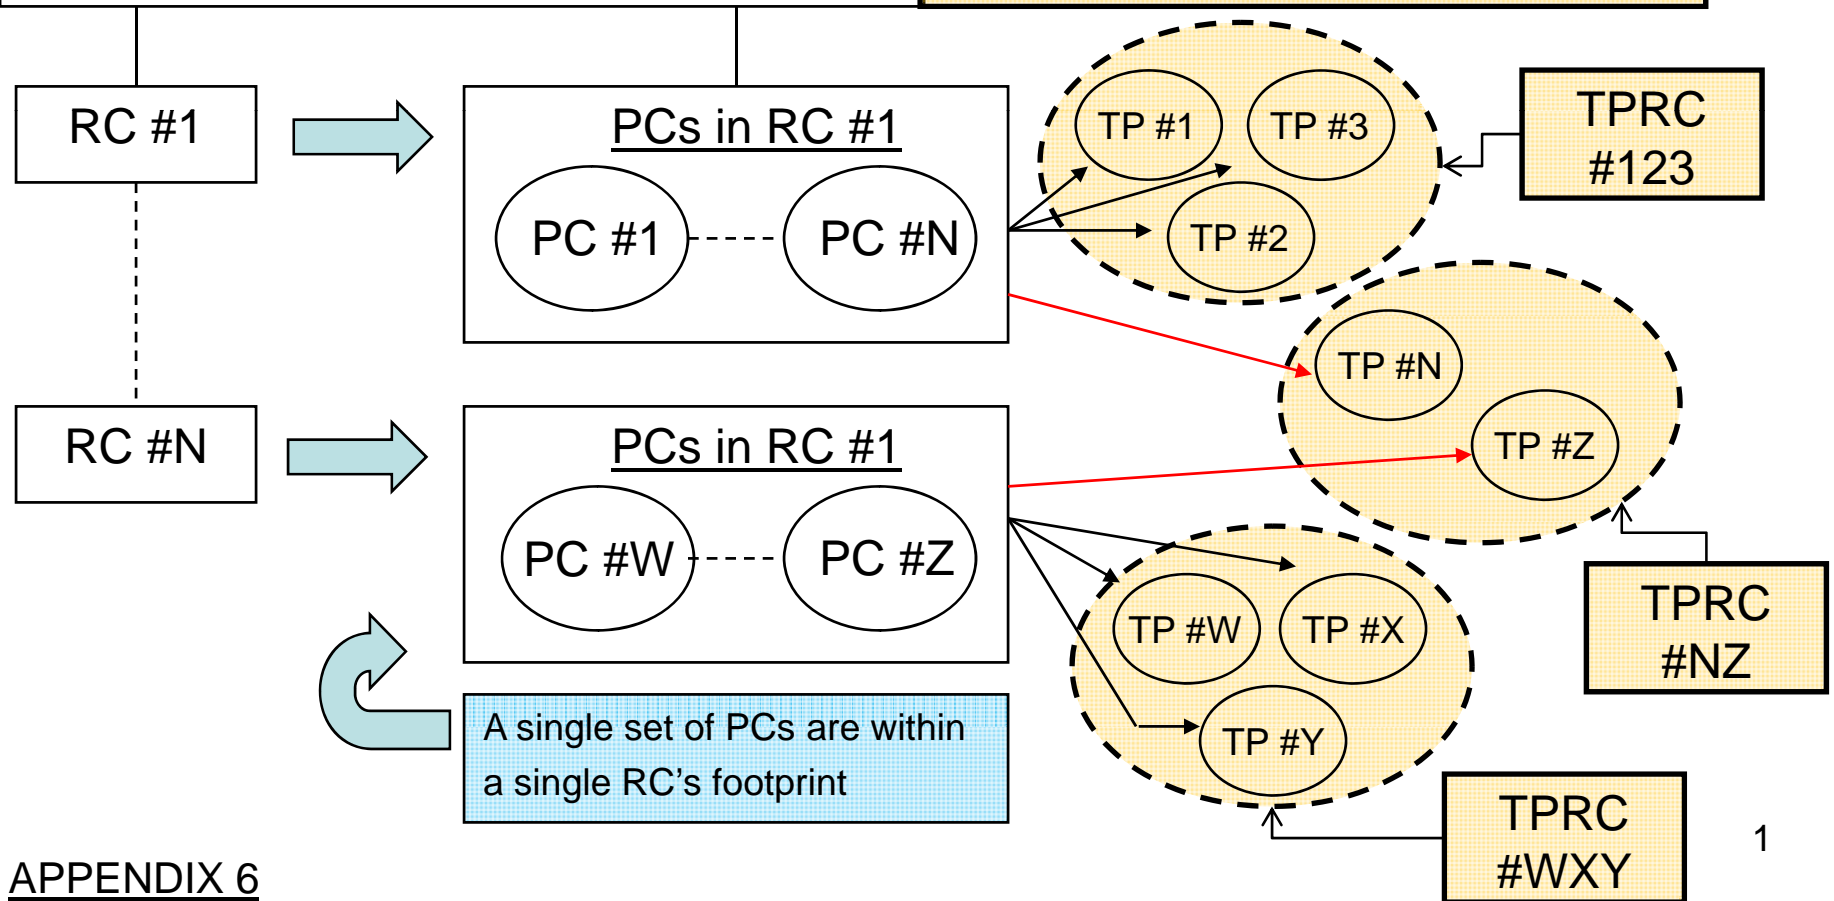 RC #1
PCs in RC #1
PC #1
PC #N
TP #1
TP #3
TP #2
TPRC
#123
TP #N
TP #Z
TPRC
#NZ
RC #N
PCs in RC #1
PC #W
PC #Z
TP #W
TP #X
TP #Y
A single set of PCs are within
a single RC’s footprint
TPRC
#WXY
1
APPENDIX 6